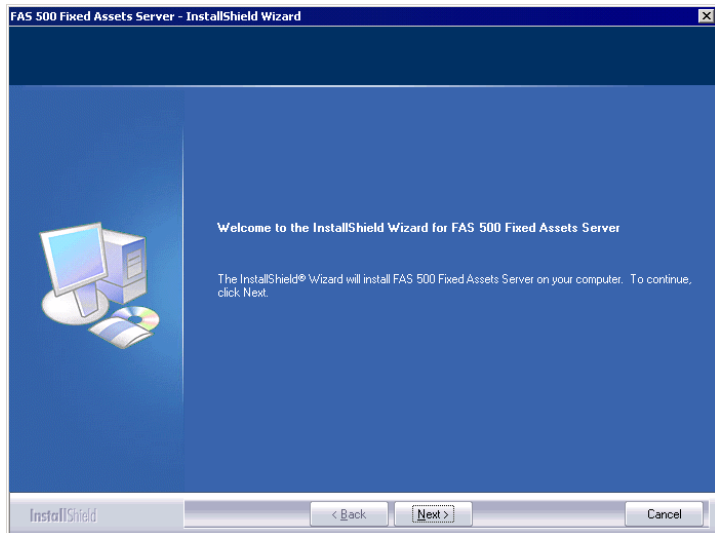 FAS 500 Fixed Assets Server - InstallShield Wizard
Welcome to the InstallShield Wizard for FAS 500 Fixed Assets Server
The InstallShield® Wizard will install FAS 500 Fixed Assets Server on your computer. To continue,
click Next.
InstallShield
< Back
Next >
Cancel